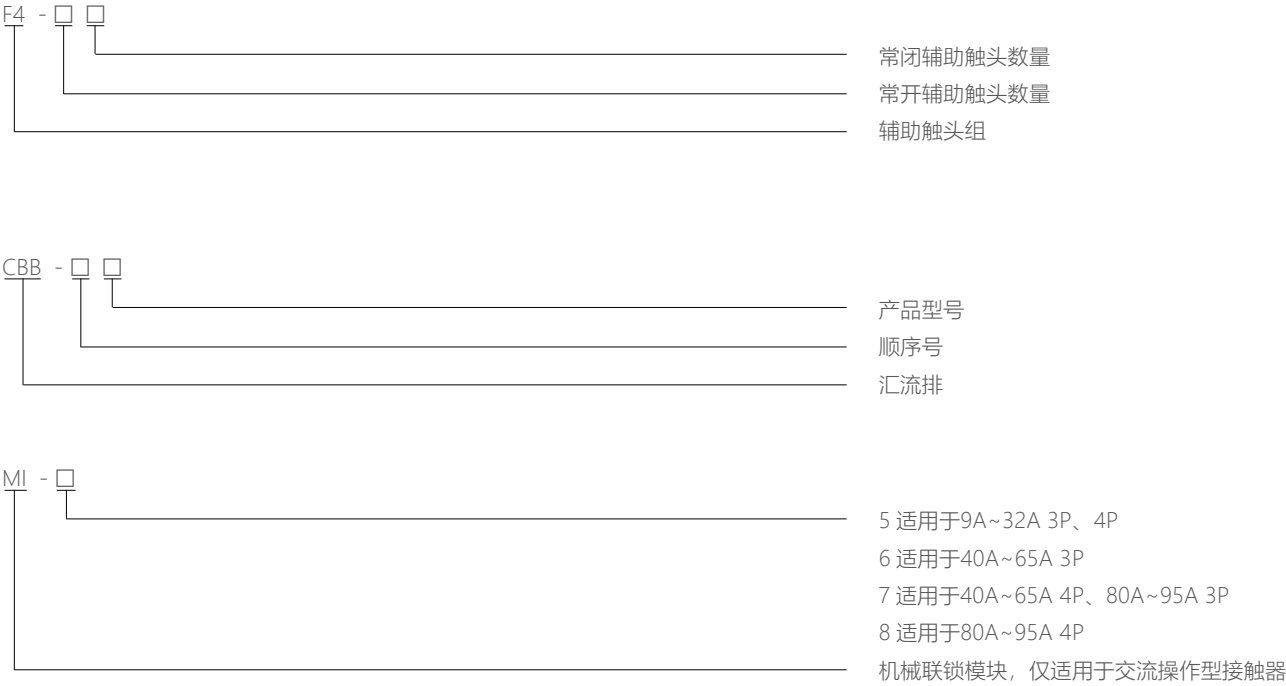 F4 - □ □
常闭辅助触头数量
常开辅助触头数量
辅助触头组
CBB - □ □
产品型号
顺序号
汇流排
MI - □
5 适用于9A~32A 3P、4P
6 适用于40A~65A 3P
7 适用于40A~65A 4P、80A~95A 3P
8 适用于80A~95A 4P
机械联锁模块，仅适用于交流操作型接触器